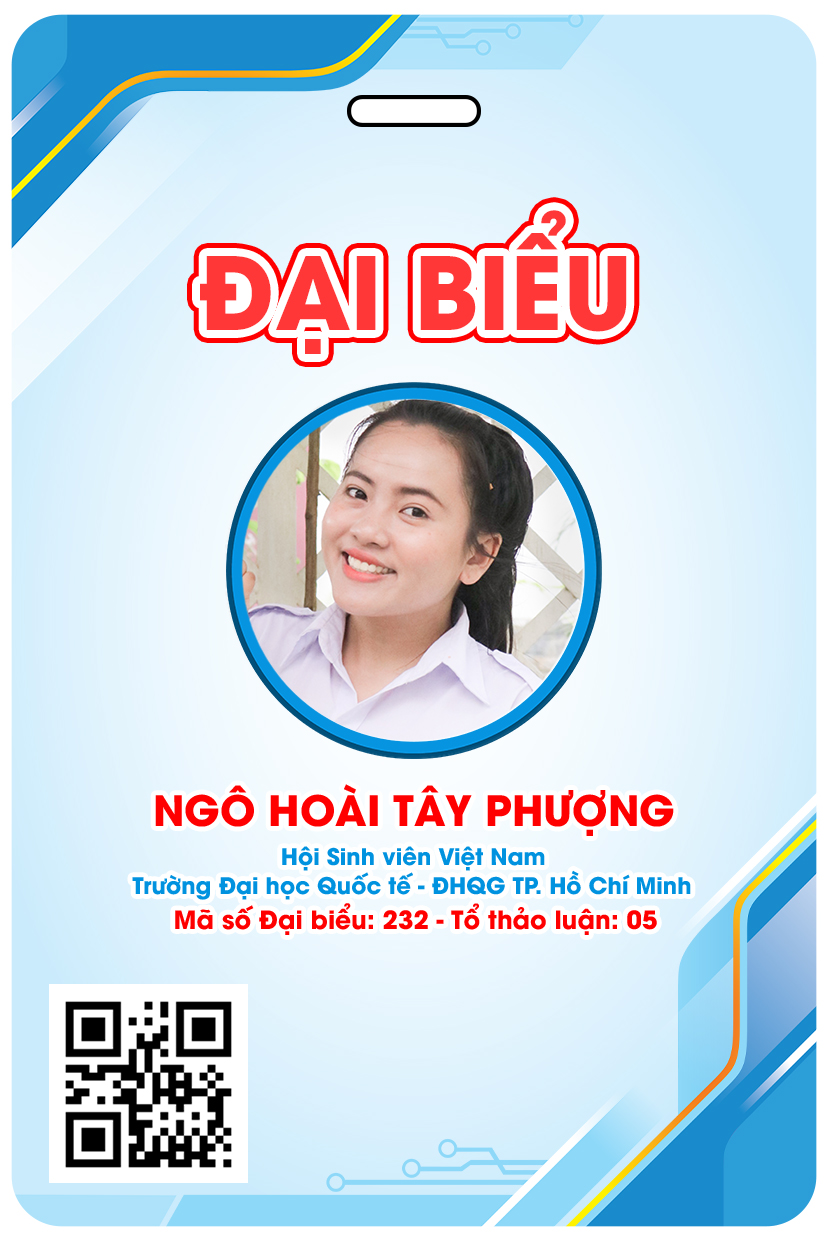 ĐẠI BIỂU
NGÔ HOÀI TÂY PHƯỢNG
Hội Sinh viên Việt Nam
Trường Đại học Quốc tế - ĐHQG TP. Hồ Chí Minh
Mã số Đại biểu: 232 - Tổ thảo luận: 05